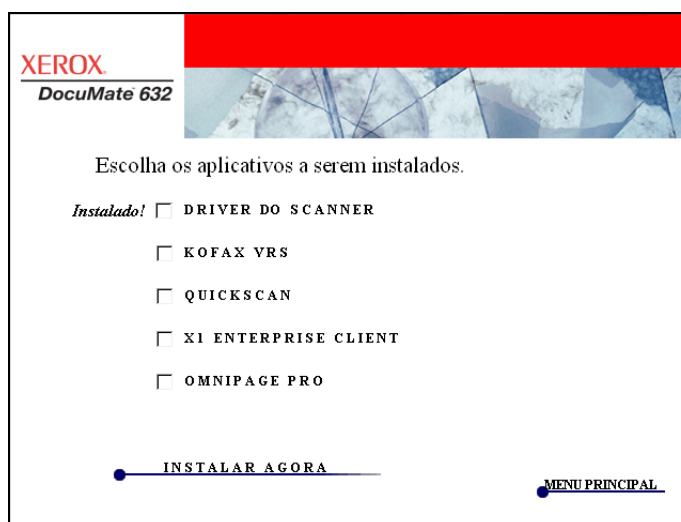 XEROX.
DocuMate 632
Escolha os aplicativos a serem instalados.
Instalado! DRIVER DO SCANNER
KOFAX VRS
QUICKSCAN
X1 ENTERPRISE CLIENT
OMNIPAGE PRO
INSTALAR AGORA
MENU PRINCIPAL